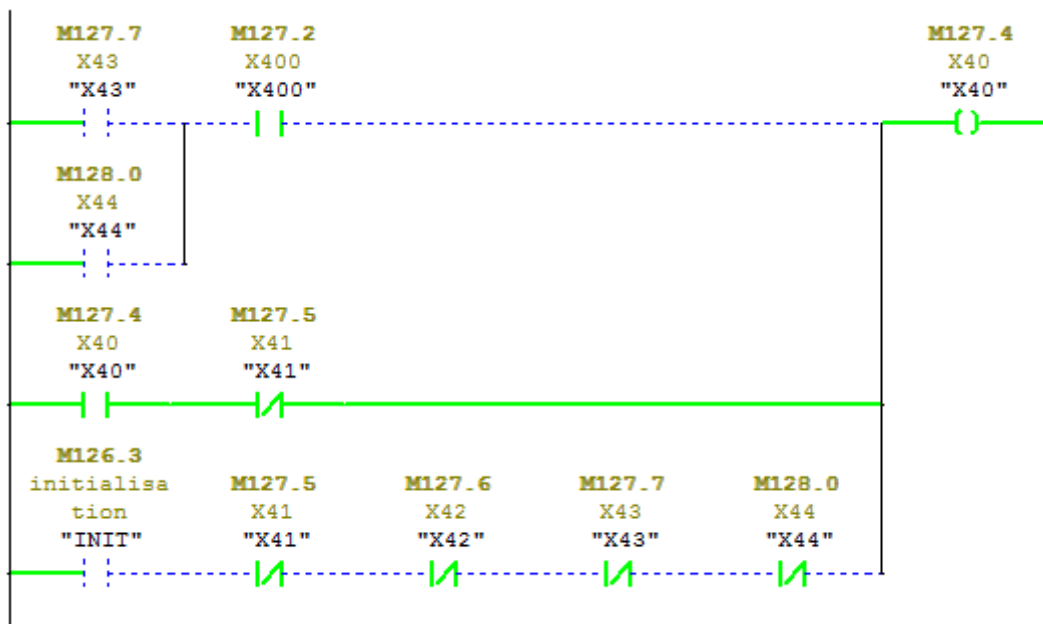 M127.7 M127.2 M127.4
X43 X400 X40
"X43" "X400" "X40"
M128.0
X44
"X44"
M127.4 M127.5
X40 X41
"X40" "X41"
M126.3
initialisa M127.5 M127.6 M127.7 M128.0
tion X41 X42 X43 X44
"INIT" "X41" "X42" "X43" "X44"